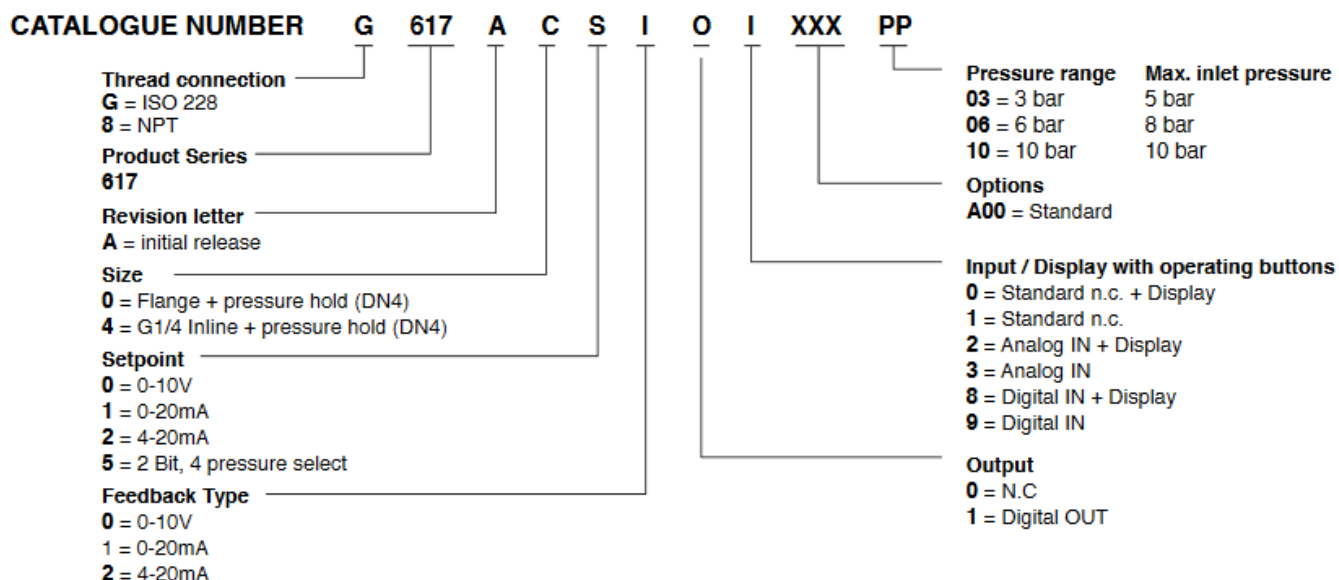 CATALOGUE NUMBER G 617 A C S I O I XXX PP
Thread connection
G = ISO 228
8 = NPT
Product Series
617
Revision letter
A = initial release
Size
0 = Flange + pressure hold (DN4)
4 = G1/4 Inline + pressure hold (DN4)
Setpoint
0 = 0-10V
1 = 0-20mA
2 = 4-20mA
5 = 2 Bit, 4 pressure select
Feedback Type
0 = 0-10V
1 = 0-20mA
2 = 4-20mA
Pressure range Max. inlet pressure
03 = 3 bar 5 bar
06 = 6 bar 8 bar
10 = 10 bar 10 bar
Options
A00 = Standard
Input / Display with operating buttons
0 = Standard n.c. + Display
1 = Standard n.c.
2 = Analog IN + Display
3 = Analog IN
8 = Digital IN + Display
9 = Digital IN
Output
0 = N.C
1 = Digital OUT